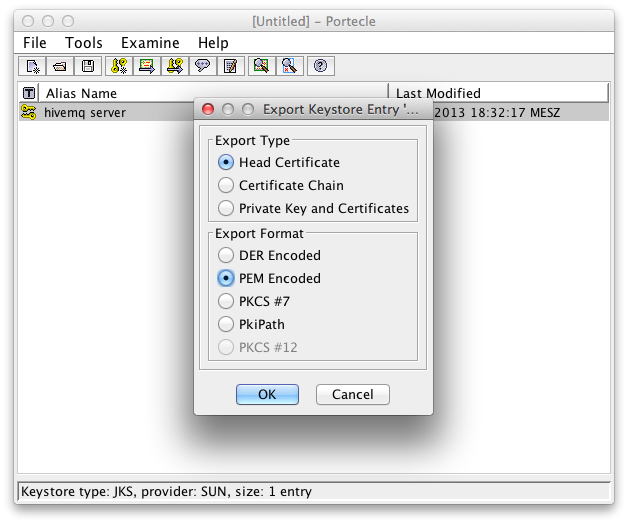 [Untitled] – Portecle
File Tools Examine Help
T Alias Name Last Modified
hivemq server 2013 18:32:17 MESZ
Export Keystore Entry '...
Export Type
Head Certificate
Certificate Chain
Private Key and Certificates
Export Format
DER Encoded
PEM Encoded
PKCS #7
PkiPath
PKCS #12
OK Cancel
Keystore type: JKS, provider: SUN, size: 1 entry